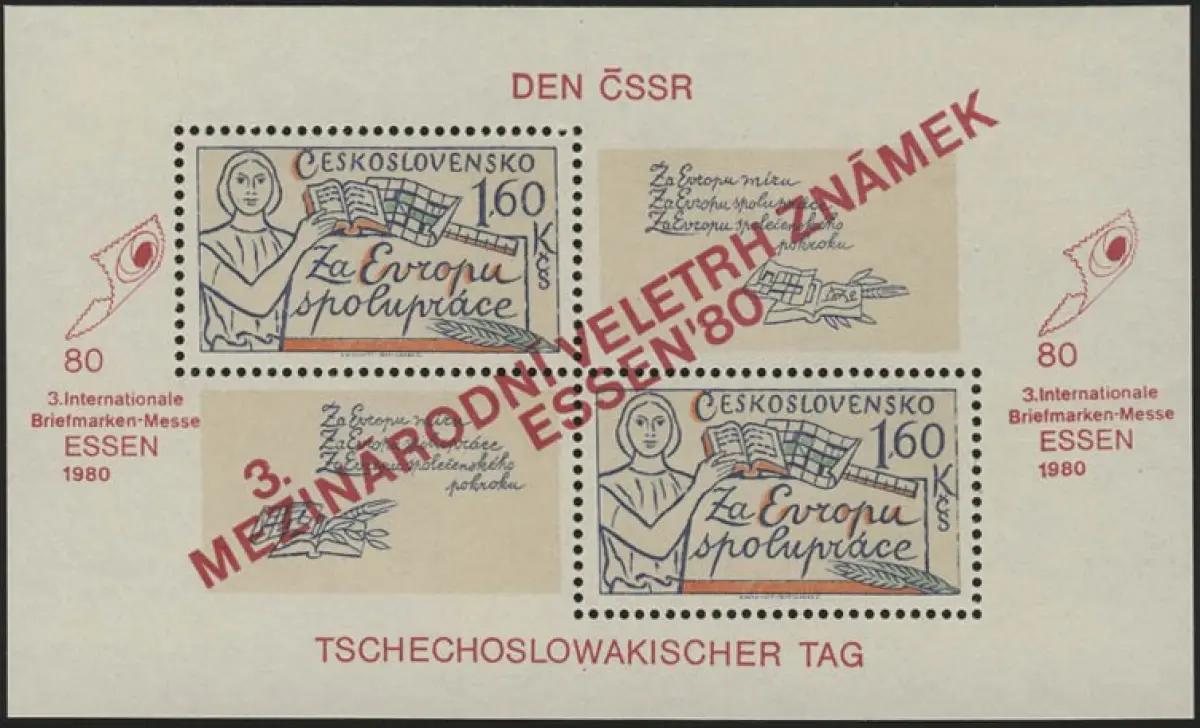 DEN ČSSR
ČESKOSLOVENSKO
1,60
Kčs
Za Evropu
spolupráce
Za Evropu míru
Za Evropu spolupráce
Za Evropu společenského
pokroku
3.
MEZINÁRODNI VELETRH ZNÁMEK
ESSEN'80
80
3.Internationale
Briefmarken-Messe
ESSEN
1980
80
3.Internationale
Briefmarken-Messe
ESSEN
1980
Za Evropu míru
Za Evropu spolupráce
Za Evropu společenského
pokroku
ČESKOSLOVENSKO
1,60
Kčs
Za Evropu
spolupráce
TSCHECHOSLOWAKISCHER TAG